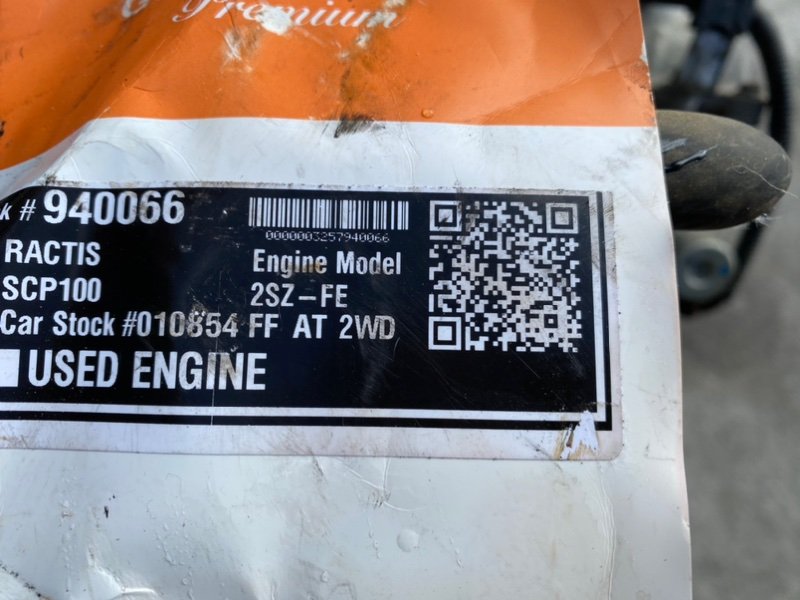 Premium
k # 940066
0000003257940066
RACTIS
Engine Model
SCP100
2SZ-FE
Car Stock #010854 FF AT 2WD
USED ENGINE